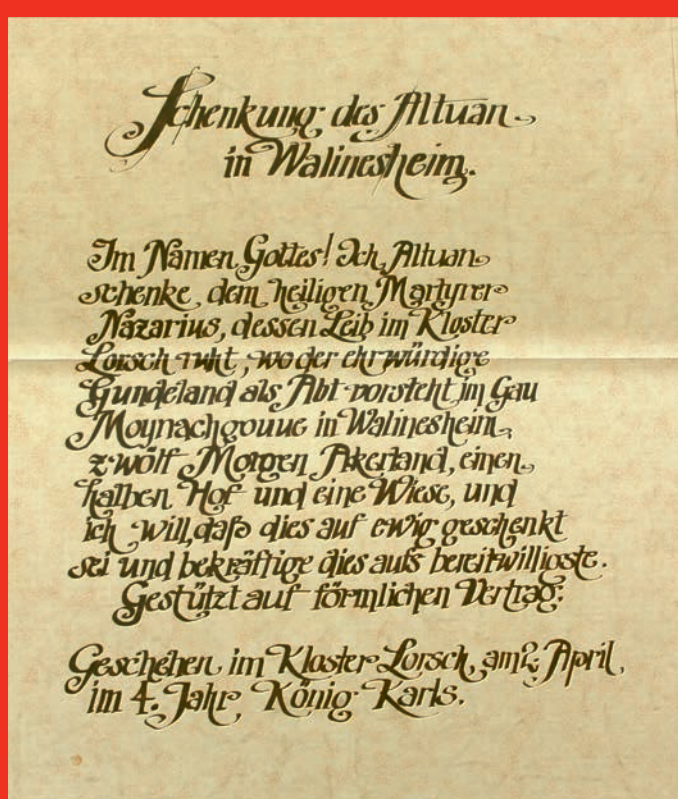 Schenkung des Altuan
in Walinesheim.
Im Namen Gottes! Ich Altuan
schenke dem heiligen Martyrer
Nazarius, dessen Leib im Kloster
Lorsch ruht, wo der ehrwürdige
Gundeland als Abt vorsteht im Gau
Moynachgouue in Walinesheim,
zwölf Morgen Akerland, einen
halben Hof und eine Wiese, und
ich will, daß dies auf ewig geschenkt
sei und bekräftige dies aufs bereitwilligste.
Gestützt auf förmlichen Vertrag:
Geschehen im Kloster Lorsch, am 2. April,
im 4. Jahr König Karls.